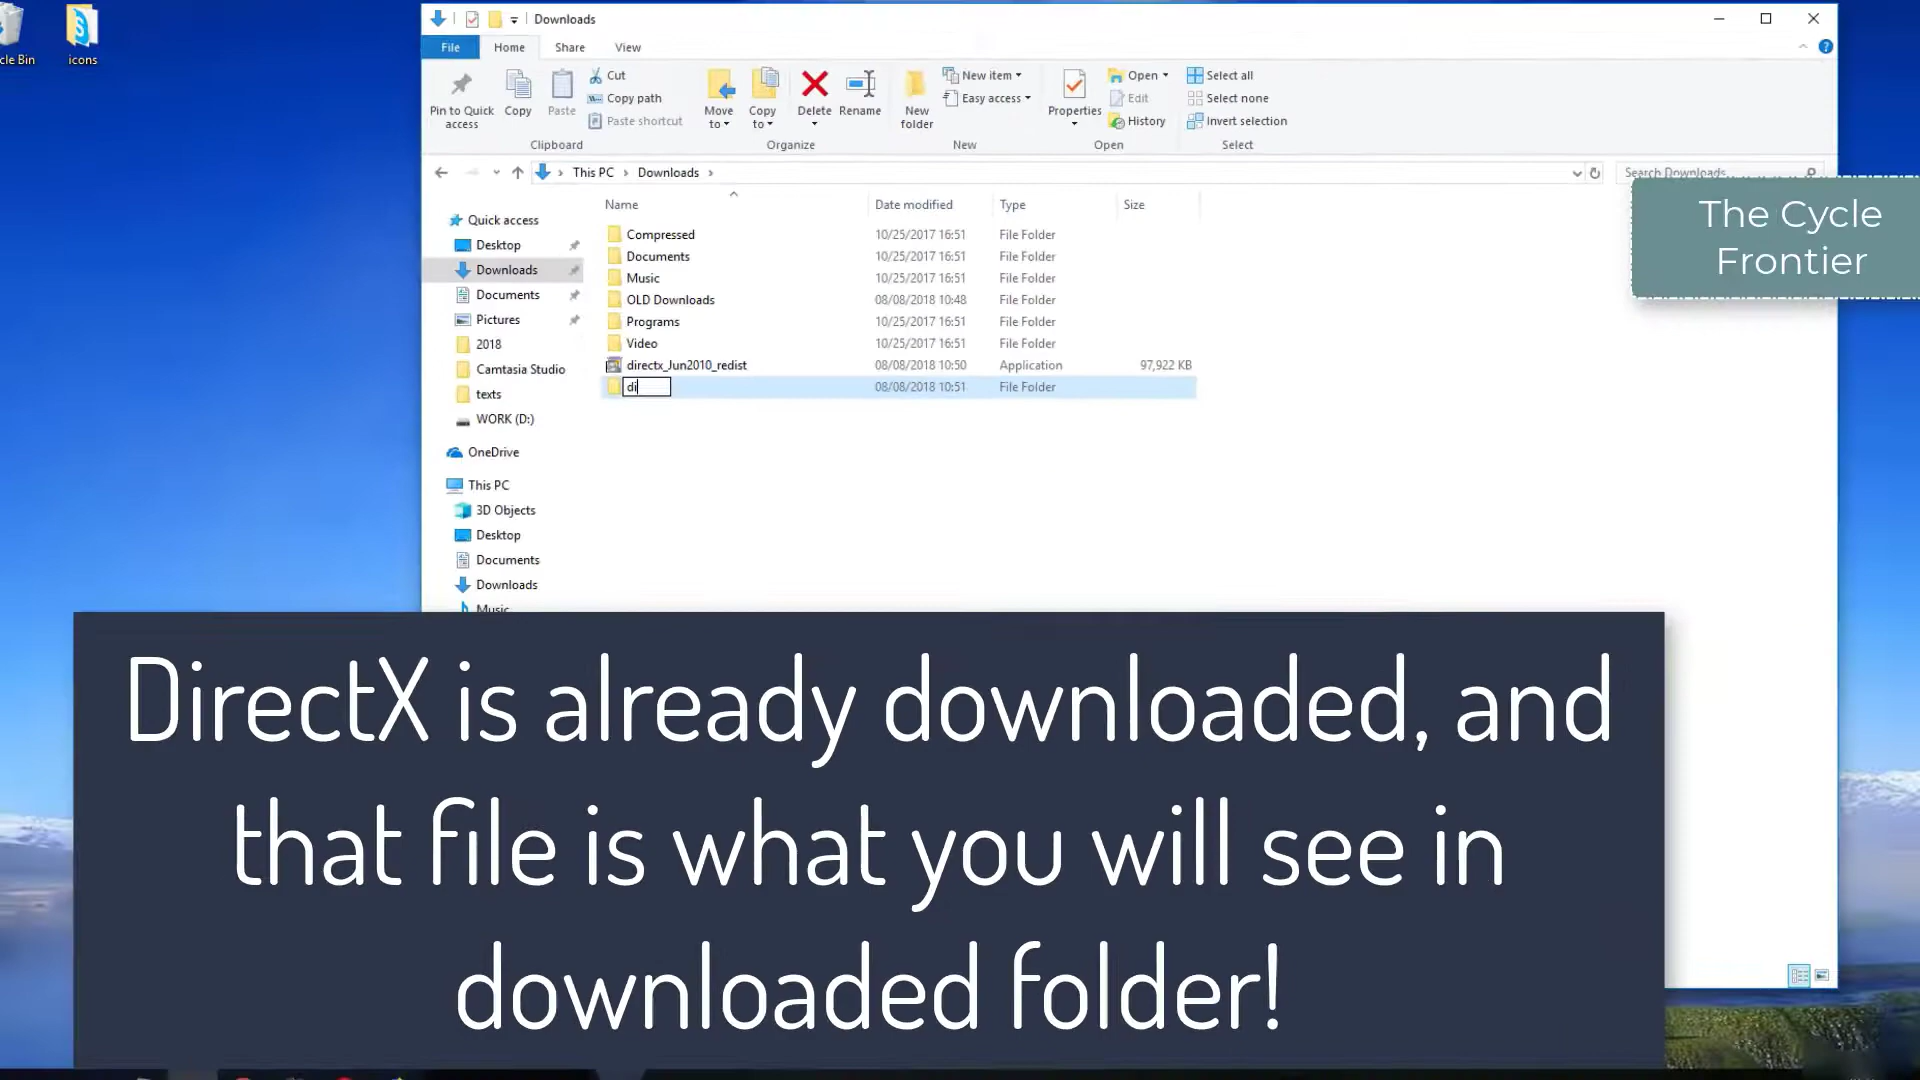 cle Bin
icons
Downloads
File Home Share View
Pin to Quick access
Copy
Paste
Cut
Copy path
Paste shortcut
Clipboard
Move to
Copy to
Delete
Rename
Organize
New folder
New item
Easy access
New
Properties
Open
Edit
History
Open
Select all
Select none
Invert selection
Select
This PC > Downloads >
Search Downloads
The Cycle
Frontier
Name Date modified Type Size
Compressed 10/25/2017 16:51 File Folder
Documents 10/25/2017 16:51 File Folder
Music 10/25/2017 16:51 File Folder
OLD Downloads 08/08/2018 10:48 File Folder
Programs 10/25/2017 16:51 File Folder
Video 10/25/2017 16:51 File Folder
directx_Jun2010_redist 08/08/2018 10:50 Application 97,922 KB
di 08/08/2018 10:51 File Folder
Quick access
Desktop
Downloads
Documents
Pictures
2018
Camtasia Studio
texts
WORK (D:)
OneDrive
This PC
3D Objects
Desktop
Documents
Downloads
Music
DirectX is already downloaded, and
that file is what you will see in
downloaded folder!